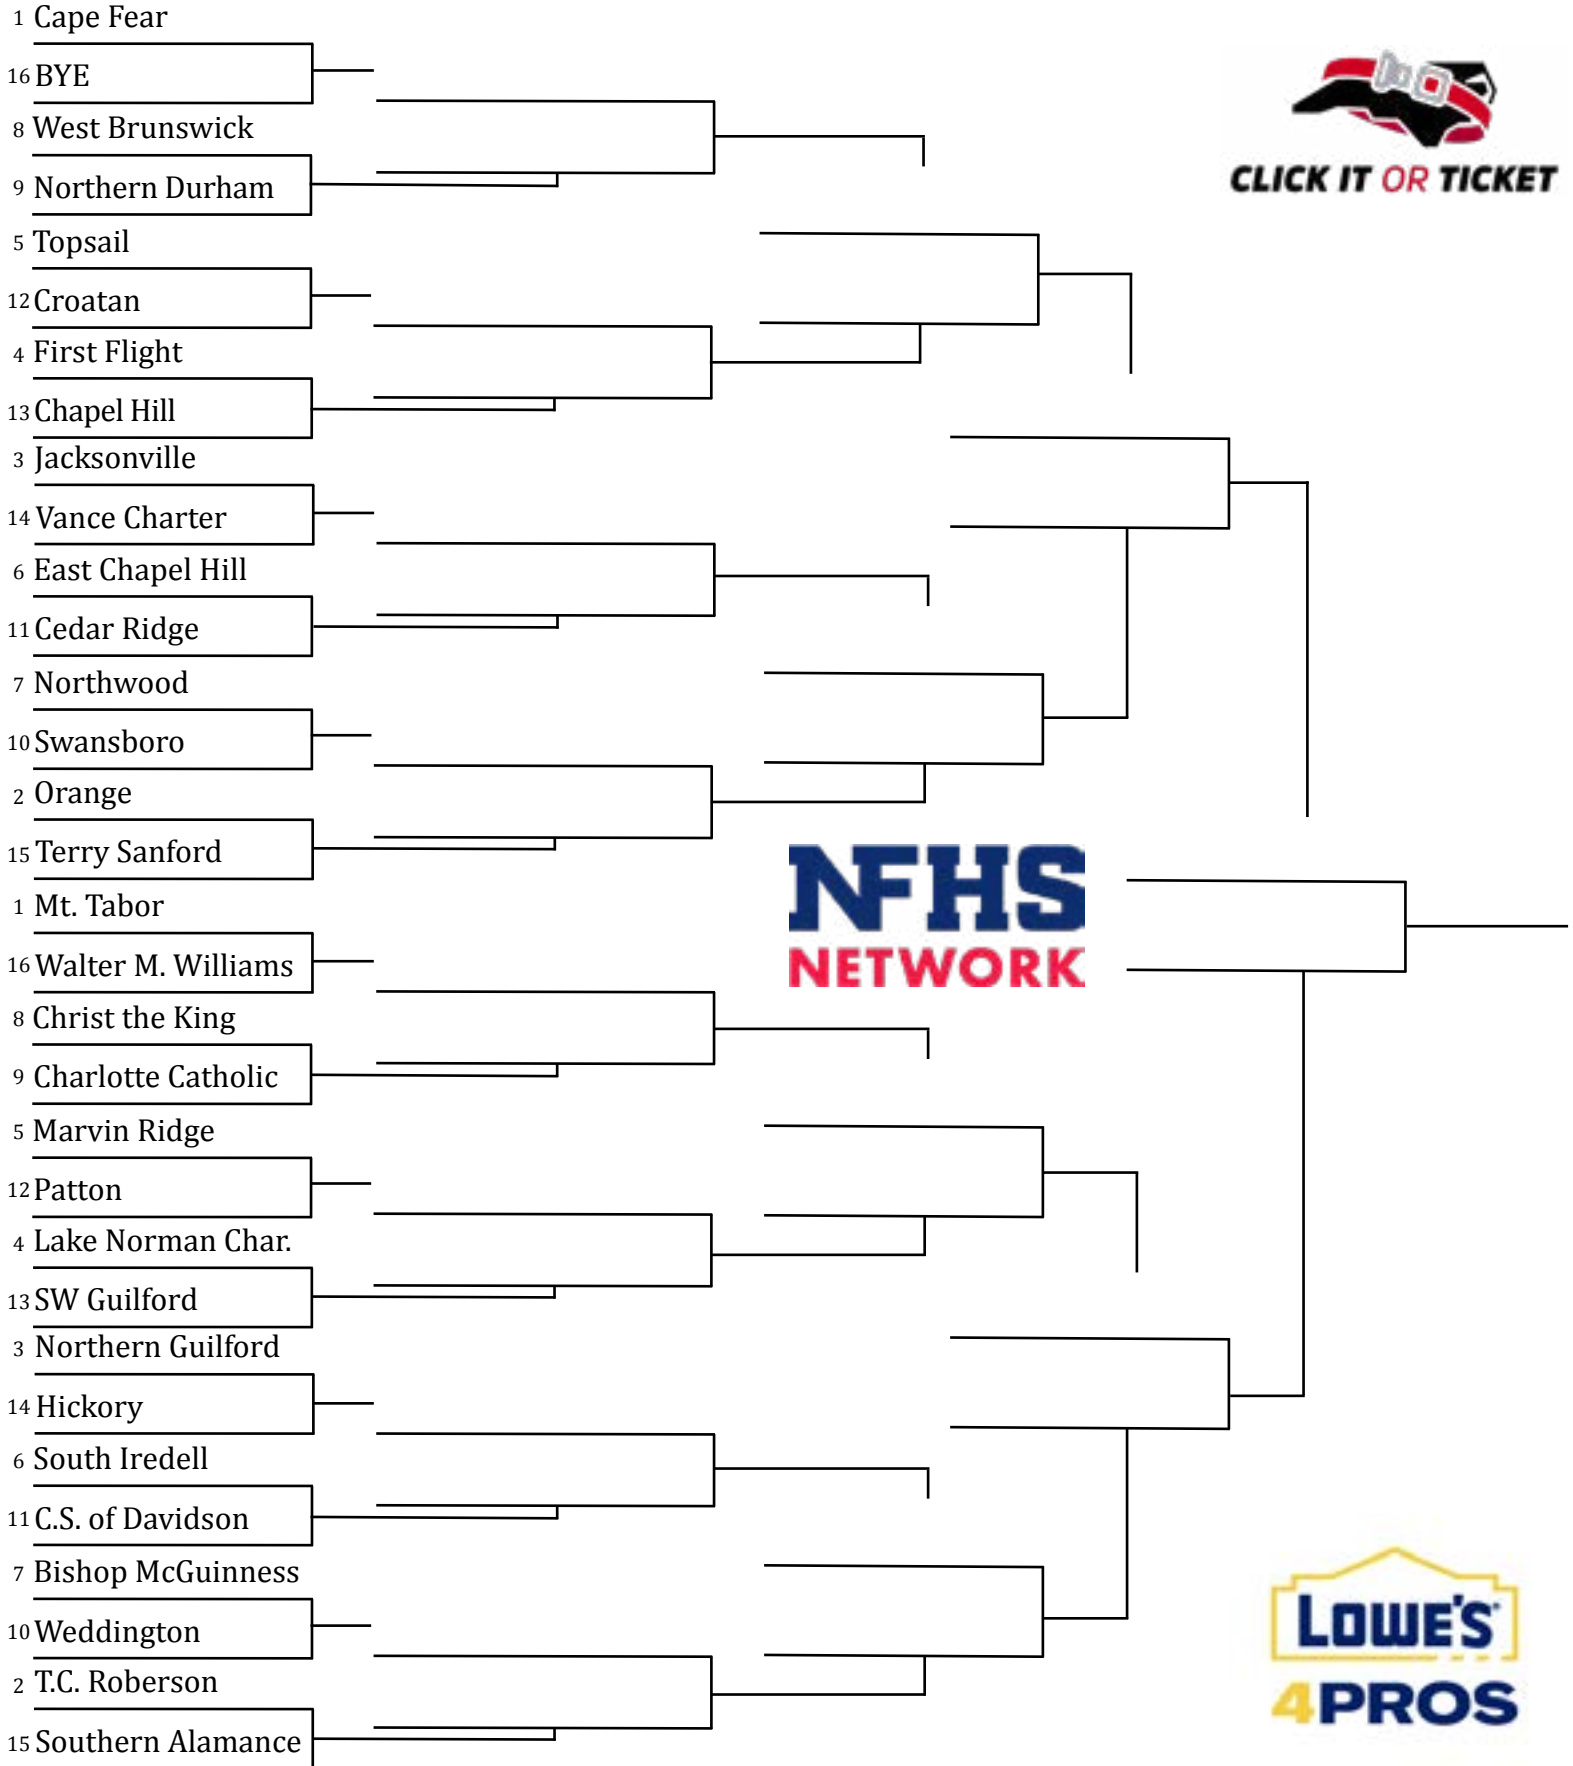 1 Cape Fear
16 BYE
8 West Brunswick
9 Northern Durham
5 Topsail
12 Croatan
4 First Flight
13 Chapel Hill
3 Jacksonville
14 Vance Charter
6 East Chapel Hill
11 Cedar Ridge
7 Northwood
10 Swansboro
2 Orange
15 Terry Sanford
1 Mt. Tabor
16 Walter M. Williams
8 Christ the King
9 Charlotte Catholic
5 Marvin Ridge
12 Patton
4 Lake Norman Char.
13 SW Guilford
3 Northern Guilford
14 Hickory
6 South Iredell
11 C.S. of Davidson
7 Bishop McGuinness
10 Weddington
2 T.C. Roberson
15 Southern Alamance
CLICK IT OR TICKET
NFHS
NETWORK
LOWE'S
4PROS